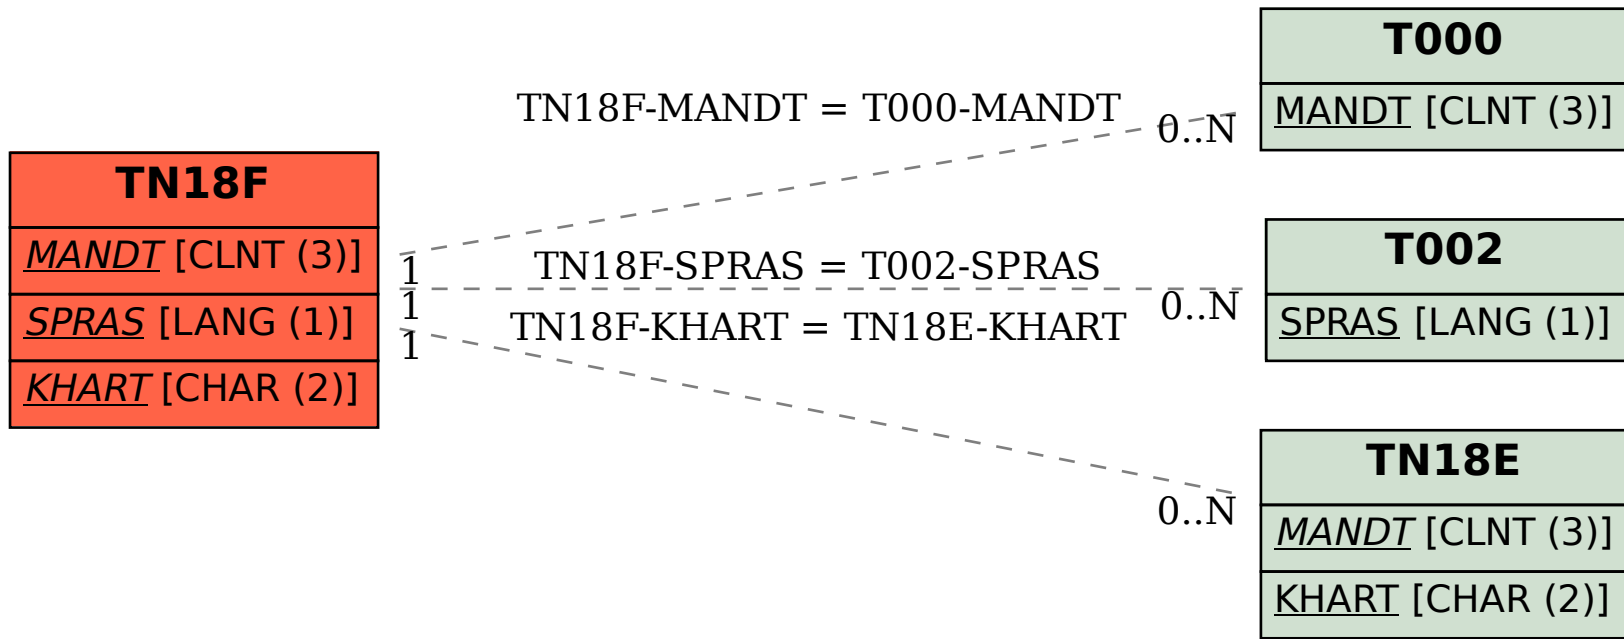 TN18F
MANDT [CLNT (3)]
SPRAS [LANG (1)]
KHART [CHAR (2)]
TN18F-MANDT = T000-MANDT
1
0..N
TN18F-SPRAS = T002-SPRAS
1
0..N
TN18F-KHART = TN18E-KHART
1
0..N
T000
MANDT [CLNT (3)]
T002
SPRAS [LANG (1)]
TN18E
MANDT [CLNT (3)]
KHART [CHAR (2)]